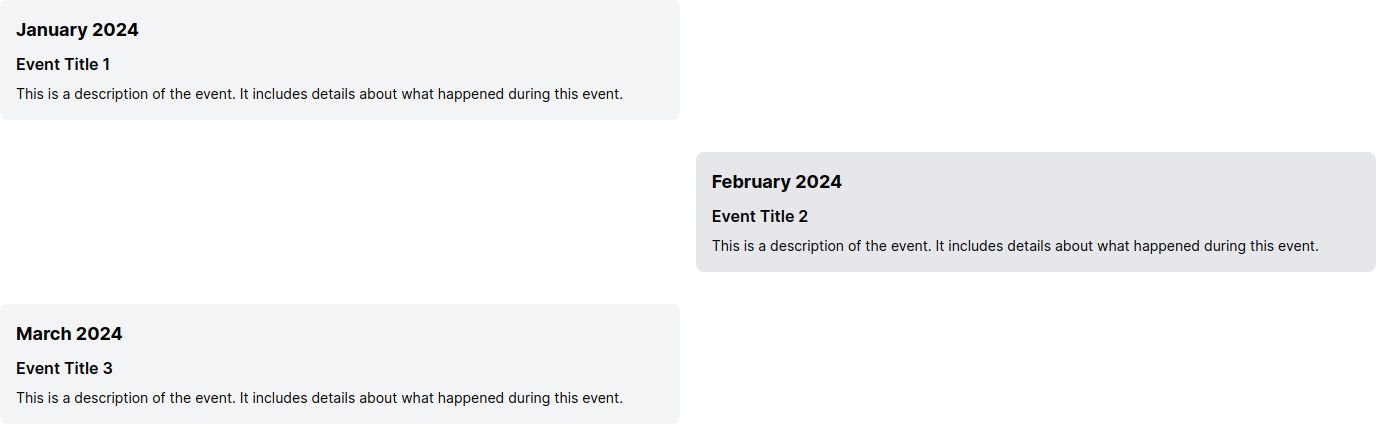 January 2024
Event Title 1
This is a description of the event. It includes details about what happened during this event.
February 2024
Event Title 2
This is a description of the event. It includes details about what happened during this event.
March 2024
Event Title 3
This is a description of the event. It includes details about what happened during this event.